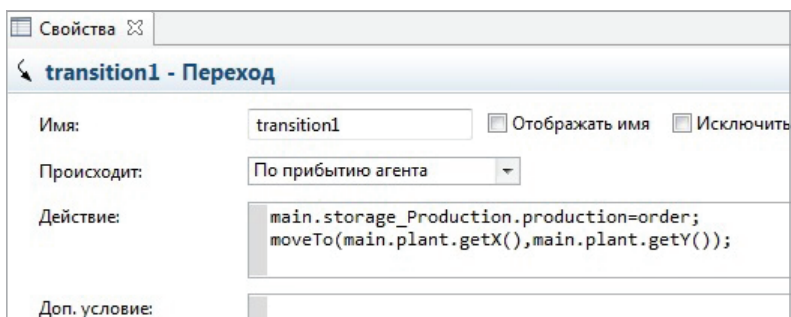 Свойства
transition1 - Переход
Имя: transition1 Отображать имя Исключить
Происходит: По прибытию агента
Действие: main.storage_Production.production=order;
moveTo(main.plant.getX(),main.plant.getY());
Доп. условие: